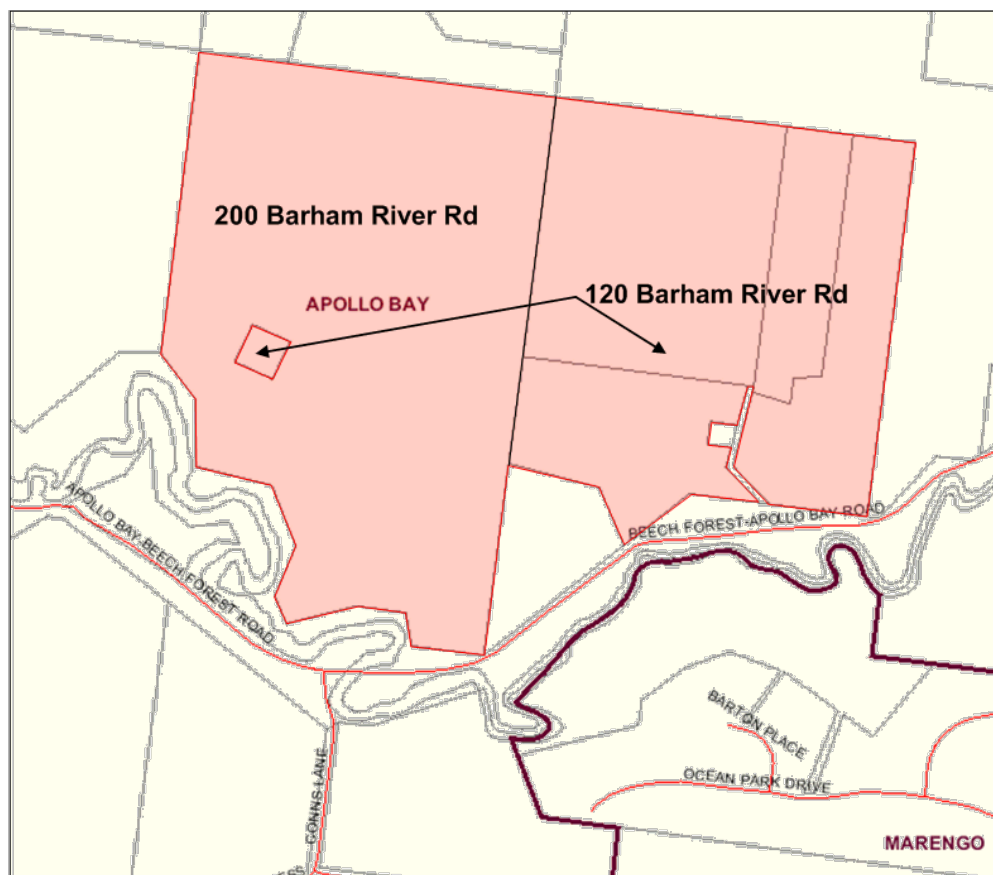 200 Barham River Rd
120 Barham River Rd
APOLLO BAY
APOLLO BAY-BEECH FOREST ROAD
BEECH FOREST-APOLLO BAY ROAD
BARTON PLACE
OCEAN PARK DRIVE
CONNS LANE
MARENGO